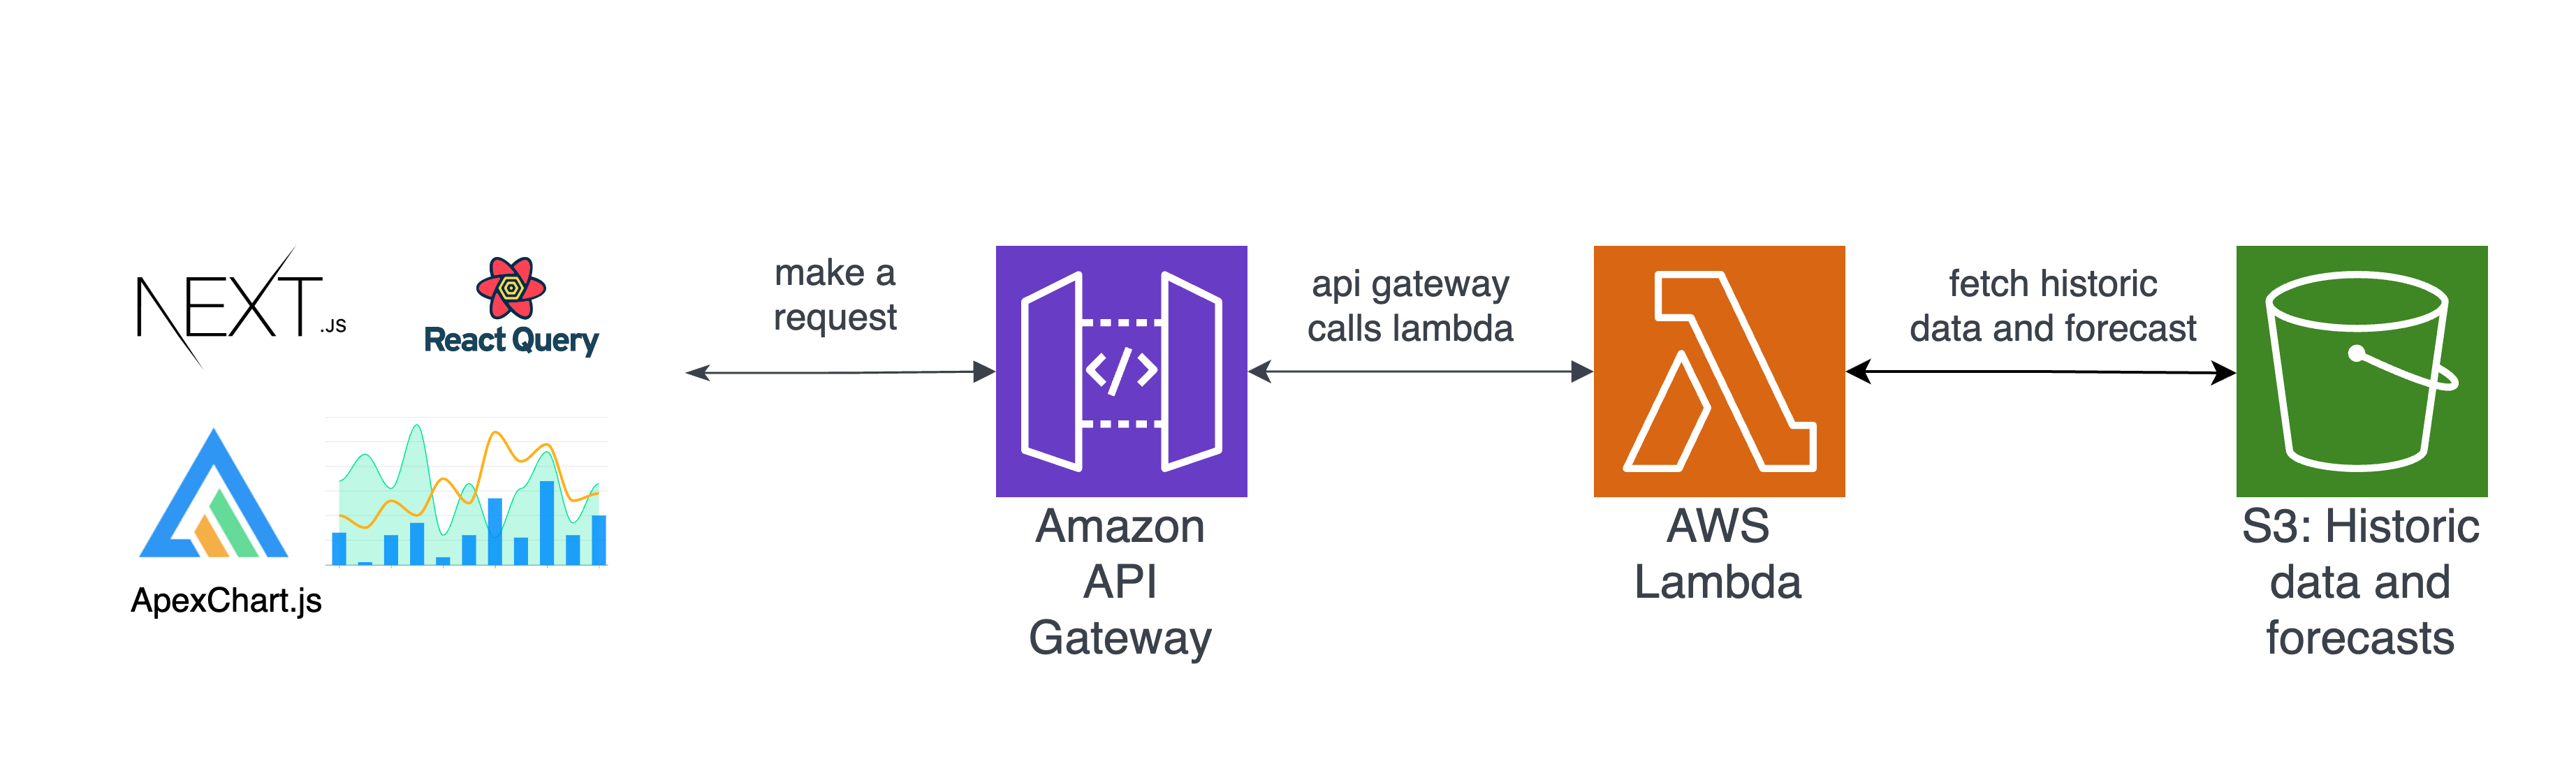 NEXT.JS
React Query
ApexChart.js
make a
request
Amazon
API
Gateway
api gateway
calls lambda
AWS
Lambda
fetch historic
data and forecast
S3: Historic
data and
forecasts